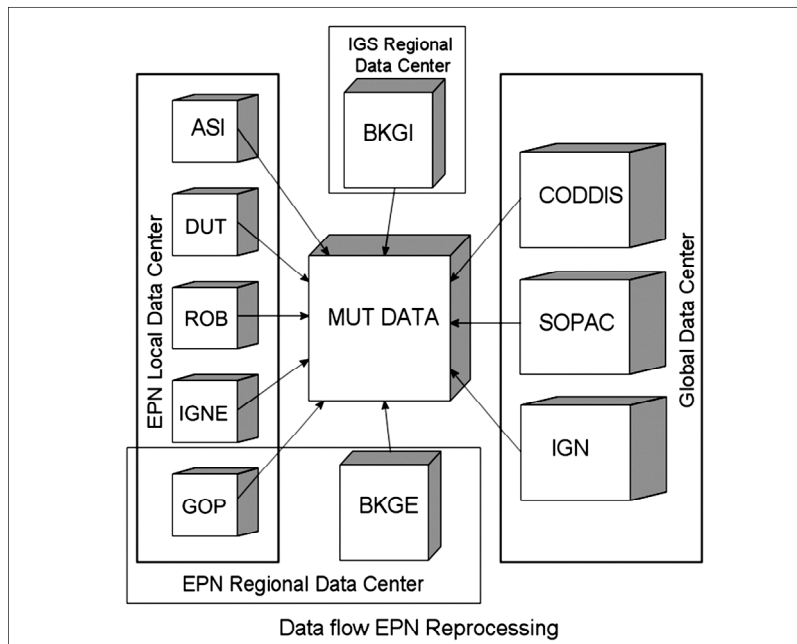 IGS Regional
Data Center
BKGI
EPN Local Data Center
ASI
DUT
ROB
IGNE
GOP
MUT DATA
BKGE
EPN Regional Data Center
Global Data Center
CODDIS
SOPAC
IGN
Data flow EPN Reprocessing